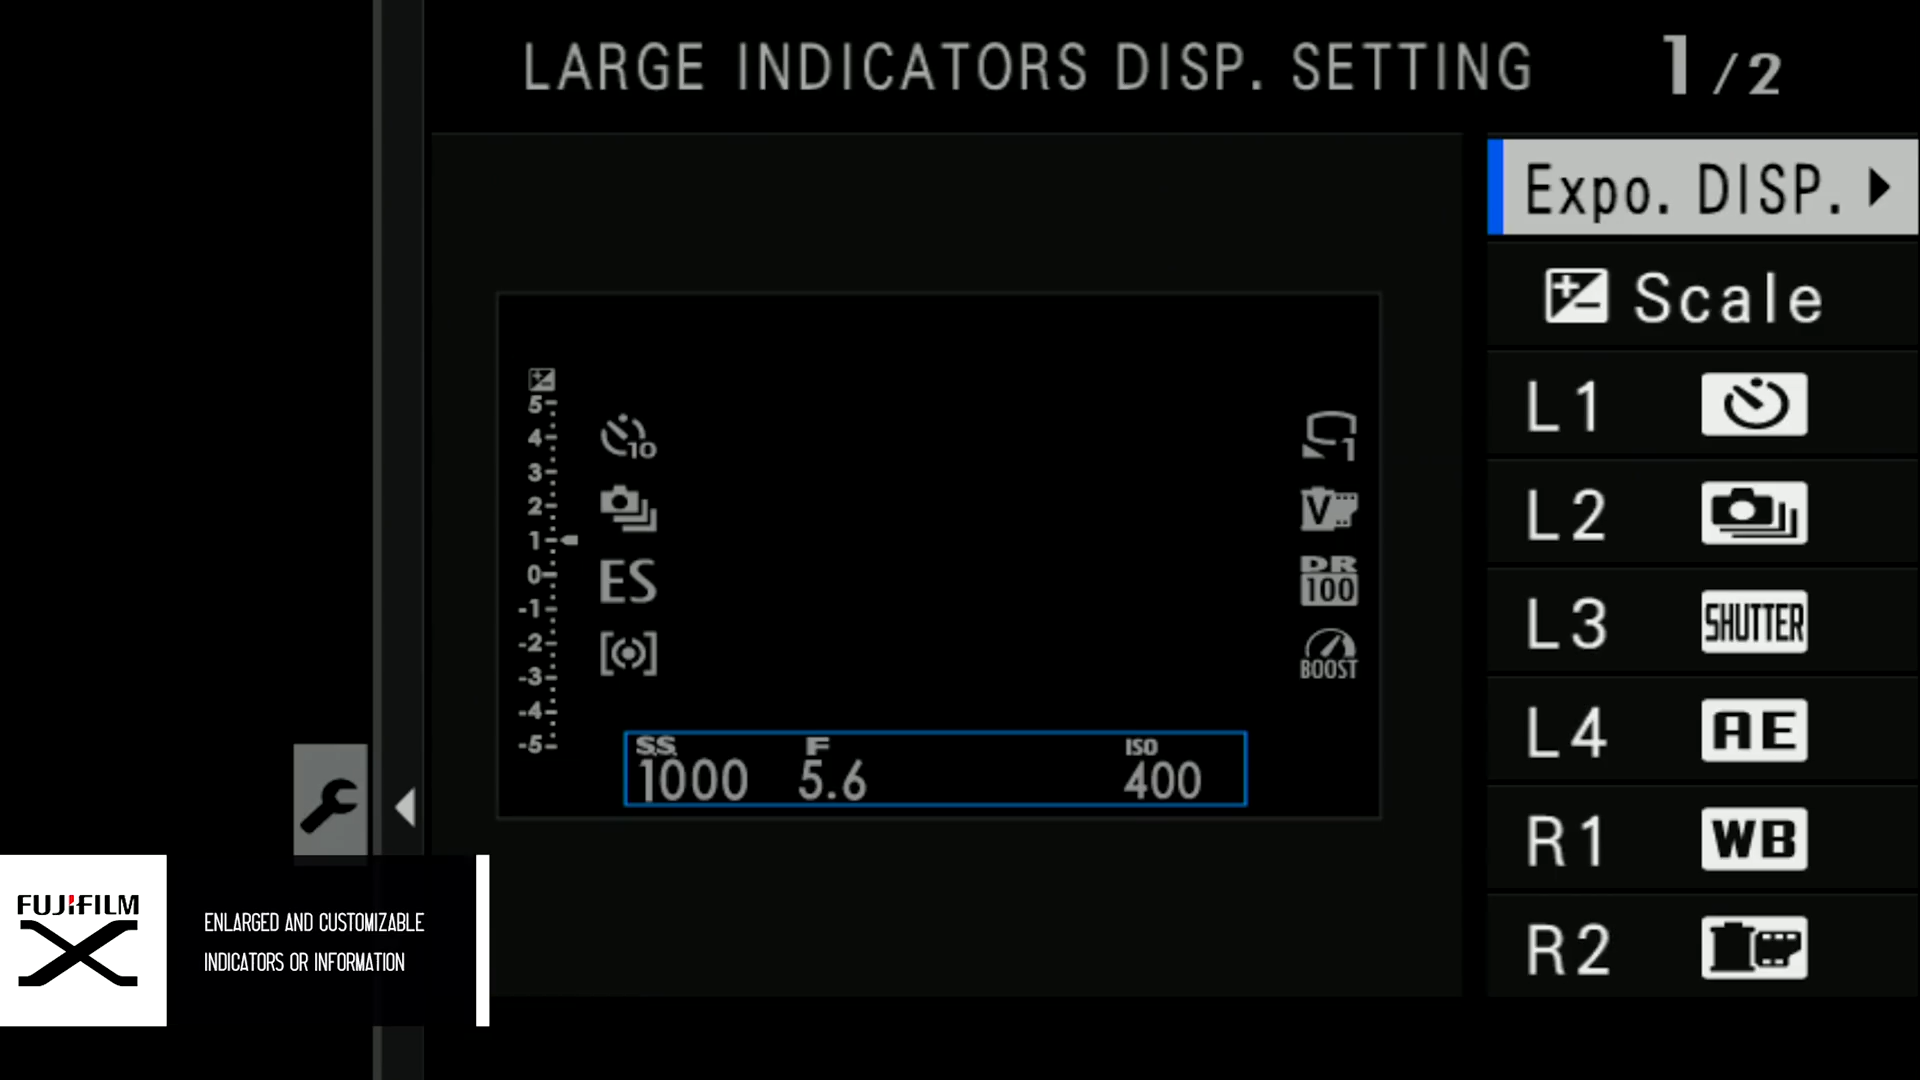 LARGE INDICATORS DISP. SETTING 1/2
Expo. DISP.
Scale
L1
L2
L3 SHUTTER
L4 AE
R1 WB
R2
5
4
3
2
1
0
-1
-2
-3
-4
-5
10
ES
1
V
DR
100
BOOST
S.S. F ISO
1000 5.6 400
FUJIFILM
X
ENLARGED AND CUSTOMIZABLE
INDICATORS OR INFORMATION